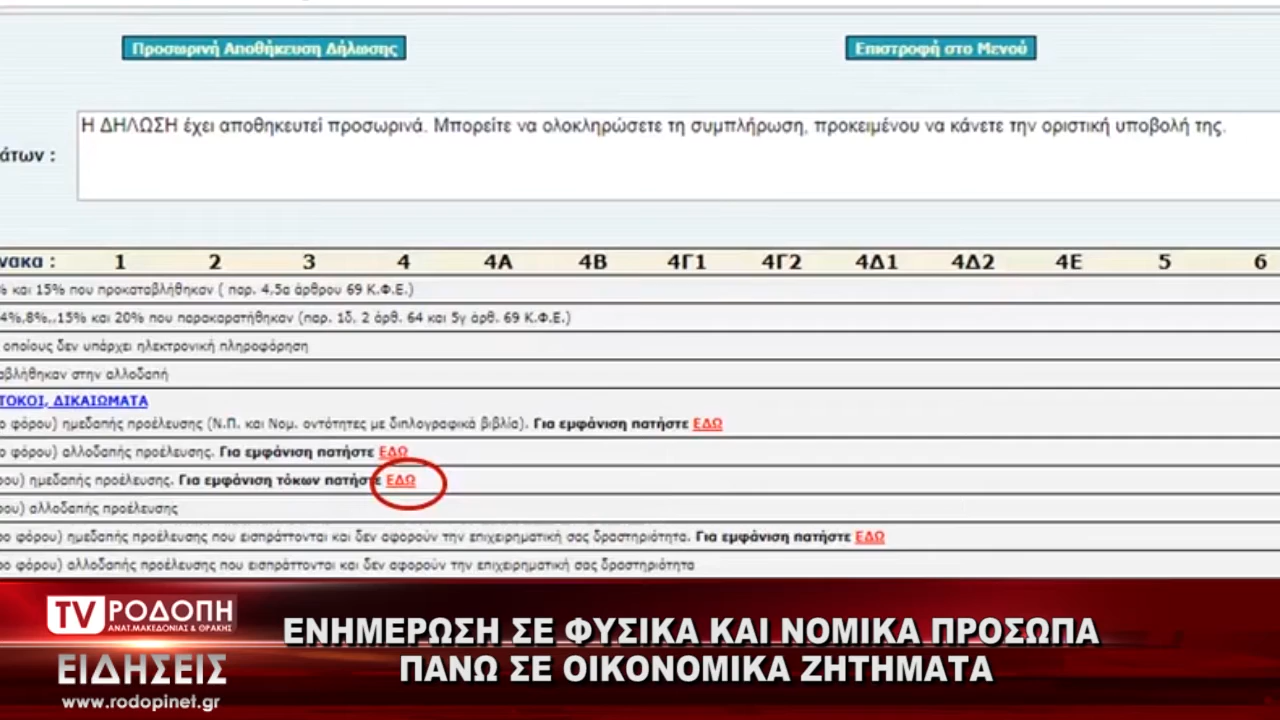 Προσωρινή Αποθήκευση Δήλωσης
Επιστροφή στο Μενού
Η ΔΗΛΩΣΗ έχει αποθηκευτεί προσωρινά. Μπορείτε να ολοκληρώσετε τη συμπλήρωση, προκειμένου να κάνετε την οριστική υποβολή της.
άτων :
νακα : 1 2 3 4 4Α 4Β 4Γ1 4Γ2 4Δ1 4Δ2 4Ε 5 6
% και 15% που προκαταβλήθηκαν ( παρ. 4,5α άρθρου 69 Κ.Φ.Ε.)
4%,8%,,15% και 20% που παρακρατήθηκαν (παρ. 1δ, 2 άρθ. 64 και 5γ άρθ. 69 Κ.Φ.Ε.)
οποίους δεν υπάρχει ηλεκτρονική πληροφόρηση
αβλήθηκαν στην αλλοδαπή
ΤΟΚΟΙ, ΔΙΚΑΙΩΜΑΤΑ
ο φόρου) ημεδαπής προέλευσης (Ν.Π. και Νομ. οντότητες με διπλογραφικά βιβλία). Για εμφάνιση πατήστε ΕΔΩ
ο φόρου) αλλοδαπής προέλευσης. Για εμφάνιση πατήστε ΕΔΩ
ρου) ημεδαπής προέλευσης. Για εμφάνιση τόκων πατήστε ΕΔΩ
ρου) αλλοδαπής προέλευσης
ρο φόρου) ημεδαπής προέλευσης που εισπράττονται και δεν αφορούν την επιχειρηματική σας δραστηριότητα. Για εμφάνιση πατήστε ΕΔΩ
ρο φόρου) αλλοδαπής προέλευσης που εισπράττονται και δεν αφορούν την επιχειρηματική σας δραστηριότητα
TV ΡΟΔΟΠΗ
ΑΝΑΤ.ΜΑΚΕΔΟΝΙΑΣ & ΘΡΑΚΗΣ
ΕΙΔΗΣΕΙΣ
www.rodopinet.gr
ΕΝΗΜΕΡΩΣΗ ΣΕ ΦΥΣΙΚΑ ΚΑΙ ΝΟΜΙΚΑ ΠΡΟΣΩΠΑ
ΠΑΝΩ ΣΕ ΟΙΚΟΝΟΜΙΚΑ ΖΗΤΗΜΑΤΑ